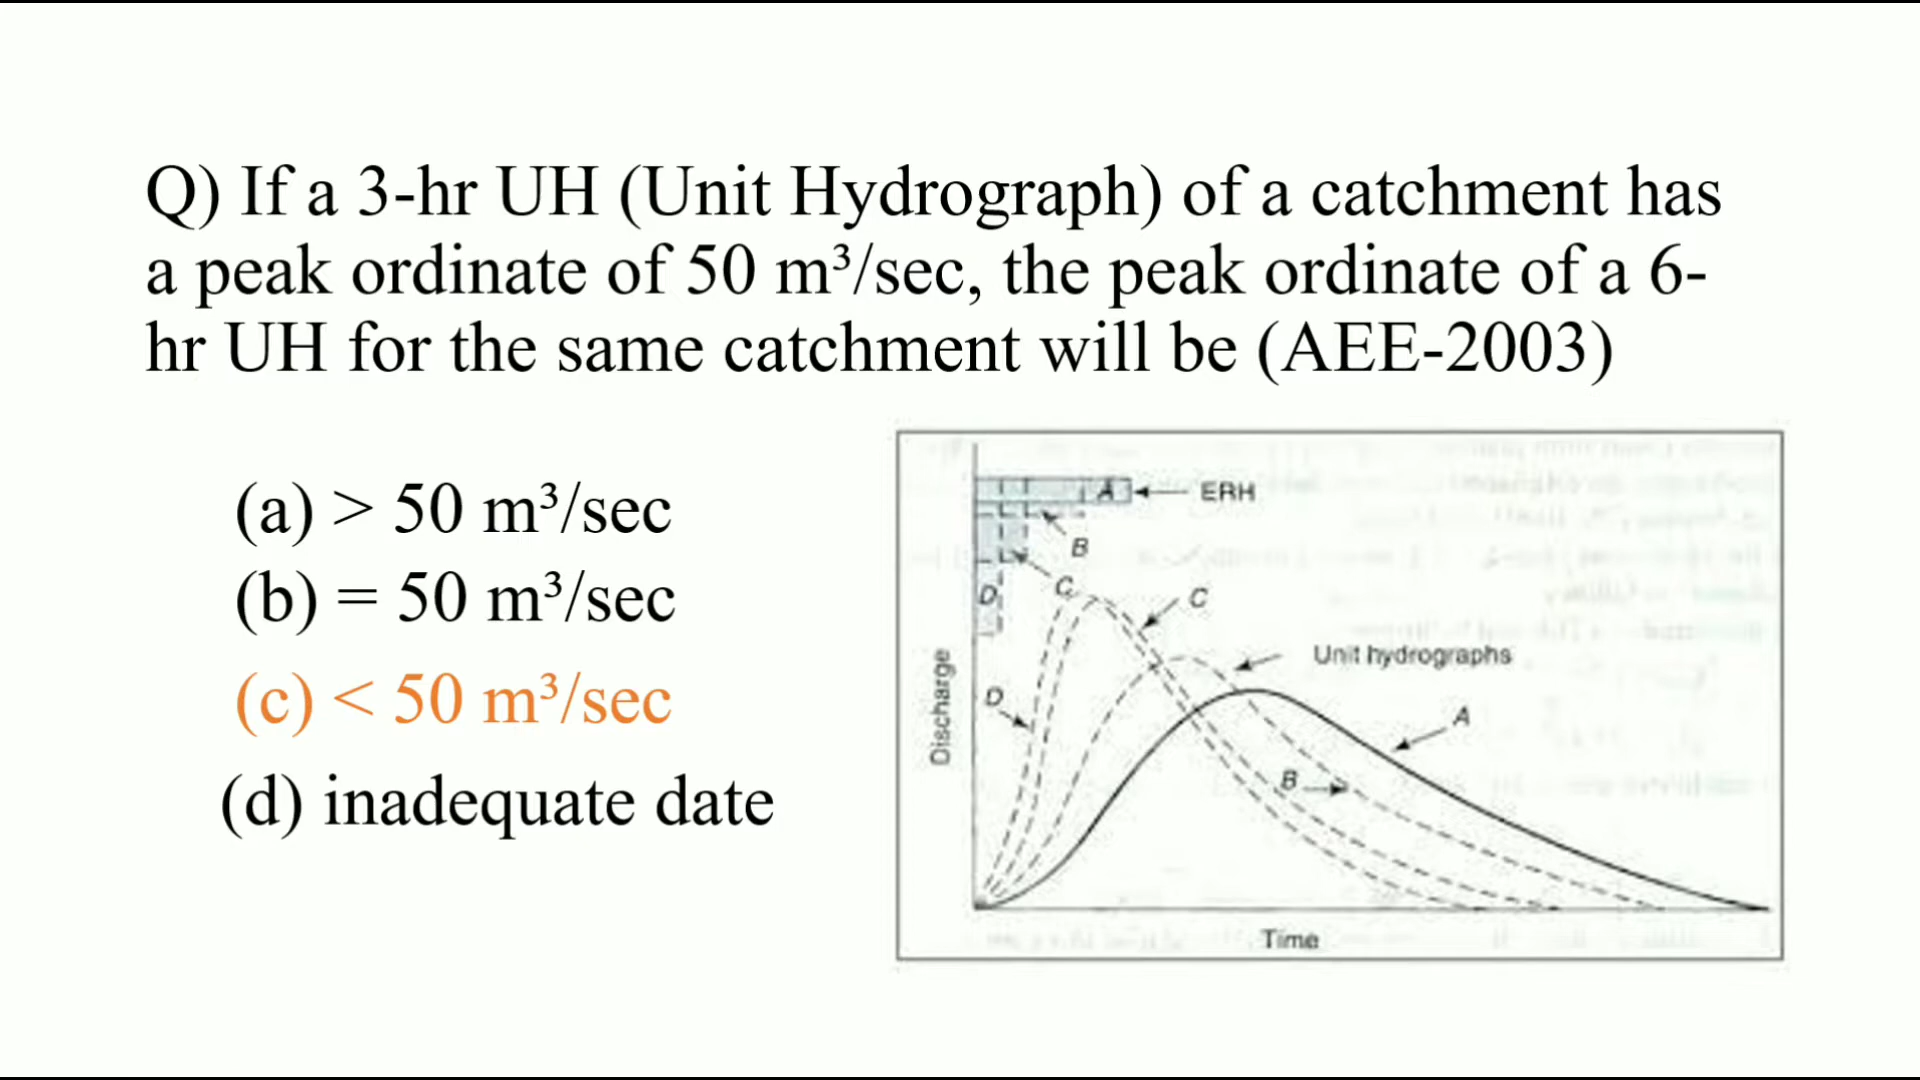 Q) If a 3-hr UH (Unit Hydrograph) of a catchment has
a peak ordinate of 50 m³/sec, the peak ordinate of a 6-
hr UH for the same catchment will be (AEE-2003)
(a) > 50 m³/sec
(b) = 50 m³/sec
(c) < 50 m³/sec
(d) inadequate date
A
ERH
B
C
D
C
Unit hydrographs
D
A
B
Discharge
Time